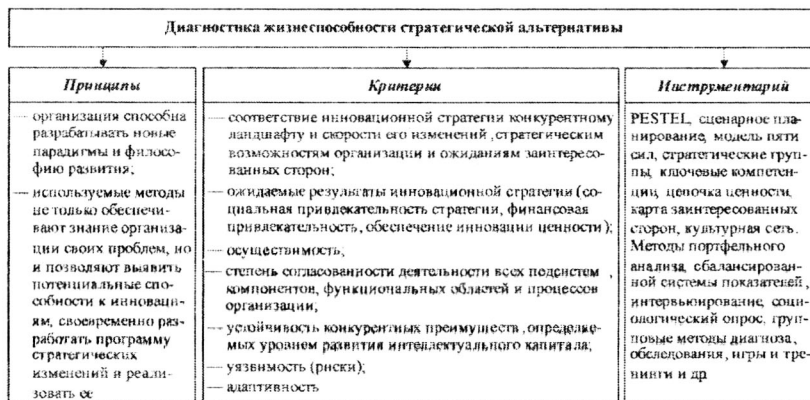 Диагностика жизнеспособности стратегической альтернативы
Принципы
— организация способна
разрабатывать новые
парадигмы и филосо-
фию развития;
— используемые методы
не только обеспечи-
вают знание организа-
ции своих проблем, но
и позволяют выявить
потенциальные спо-
собности к инноваци-
ям, своевременно раз-
работать программу
стратегических
изменений и реали-
зовать ее
Критерии
— соответствие инновационной стратегии конкурентному
ландшафту и скорости его изменений ,стратегическим
возможностям организации и ожиданиям заинтересо-
ванных сторон;
— ожидаемые результаты инновационной стратегии (со-
циальная привлекательность стратегии, финансовая
привлекательность, обеспечение инновации ценности);
— осуществимость;
— степень согласованности деятельности всех подсистем ,
компонентов, функциональных областей и процессов
организации;
— устойчивость конкурентных преимуществ ,определяе-
мых уровнем развития интеллектуального капитала;
— уязвимость (риски);
— адаптивность
Инструментарий
PESTEL, сценарное пла-
нирование, модель пяти
сил, стратегические груп-
пы, ключевые компетен-
ции, цепочка ценности,
карта заинтересованных
сторон, культурная сеть.
Методы портфельного
анализа, сбалансирован-
ной системы показателей ,
интервьюирование, соци-
ологический опрос, груп-
повые методы диагноза,
обследования, игры и тре-
нинги и др